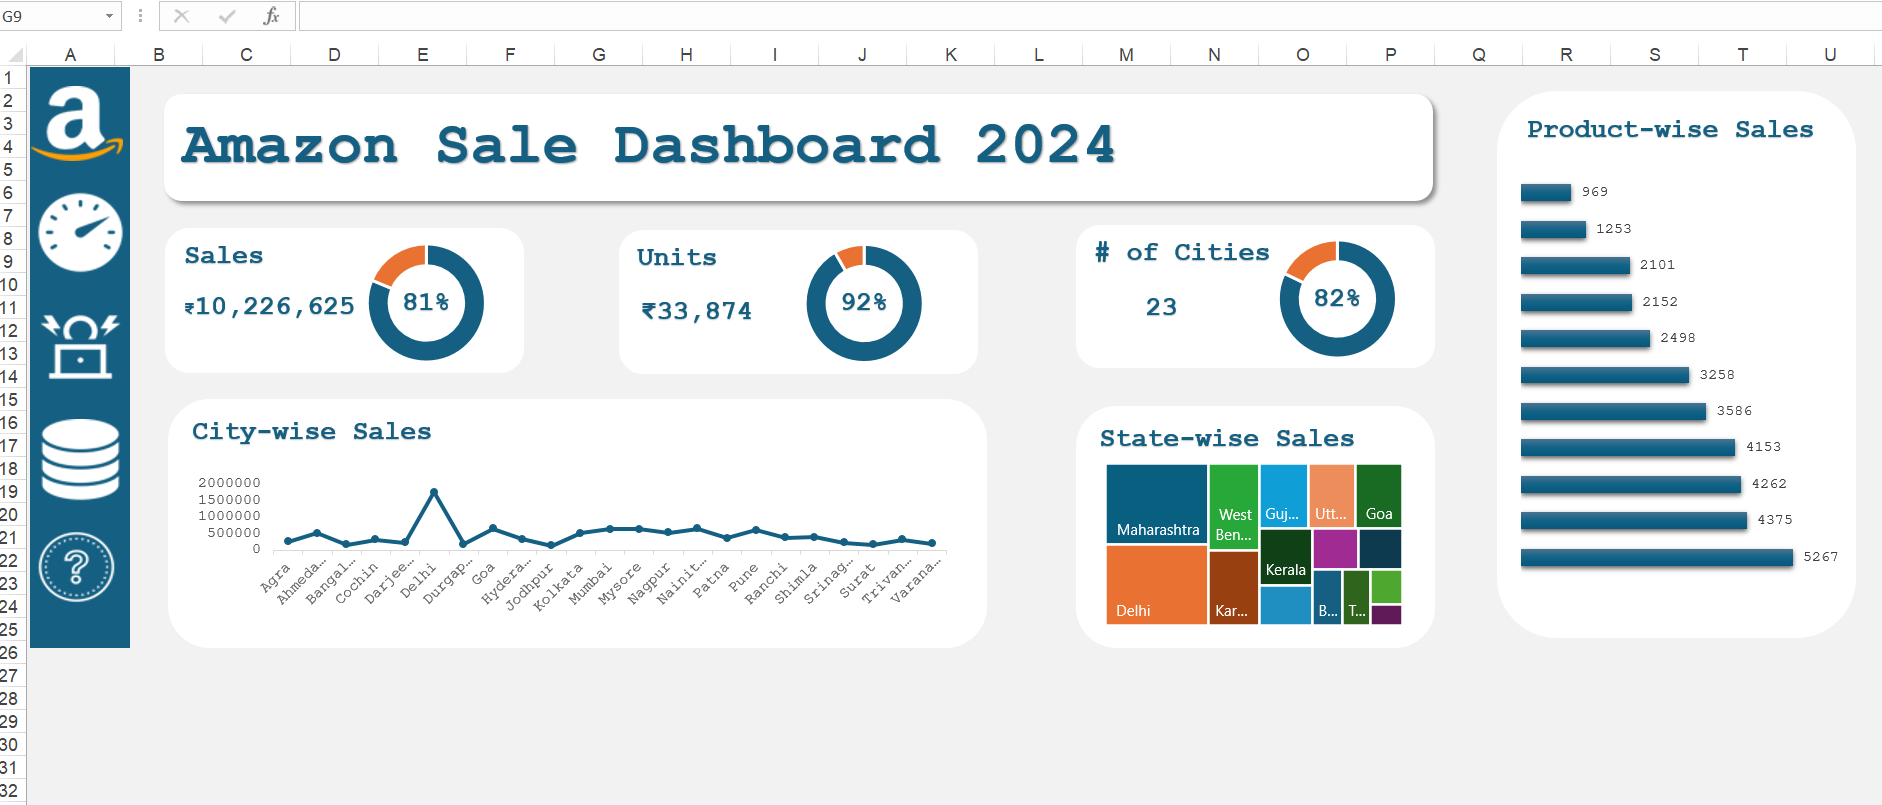 G9
fx
A B C D E F G H I J K L M N O P Q R S T U
1
2
3
4
5
6
7
8
9
10
11
12
13
14
15
16
17
18
19
20
21
22
23
24
25
26
27
28
29
30
31
32
a
?
Amazon Sale Dashboard 2024
Sales
₹10,226,625
81%
Units
₹33,874
92%
# of Cities
23
82%
City-wise Sales
2000000
1500000
1000000
500000
0
Agra
Ahmeda...
Bangal...
Cochin
Darjee...
Delhi
Durgap...
Goa
Hydera...
Jodhpur
Kolkata
Mumbai
Mysore
Nagpur
Nainit...
Patna
Pune
Ranchi
Shimla
Srinag...
Surat
Trivan...
Varana...
State-wise Sales
Maharashtra
Delhi
West
Ben...
Kar...
Guj...
Utt...
Goa
Kerala
B...
T...
Product-wise Sales
969
1253
2101
2152
2498
3258
3586
4153
4262
4375
5267